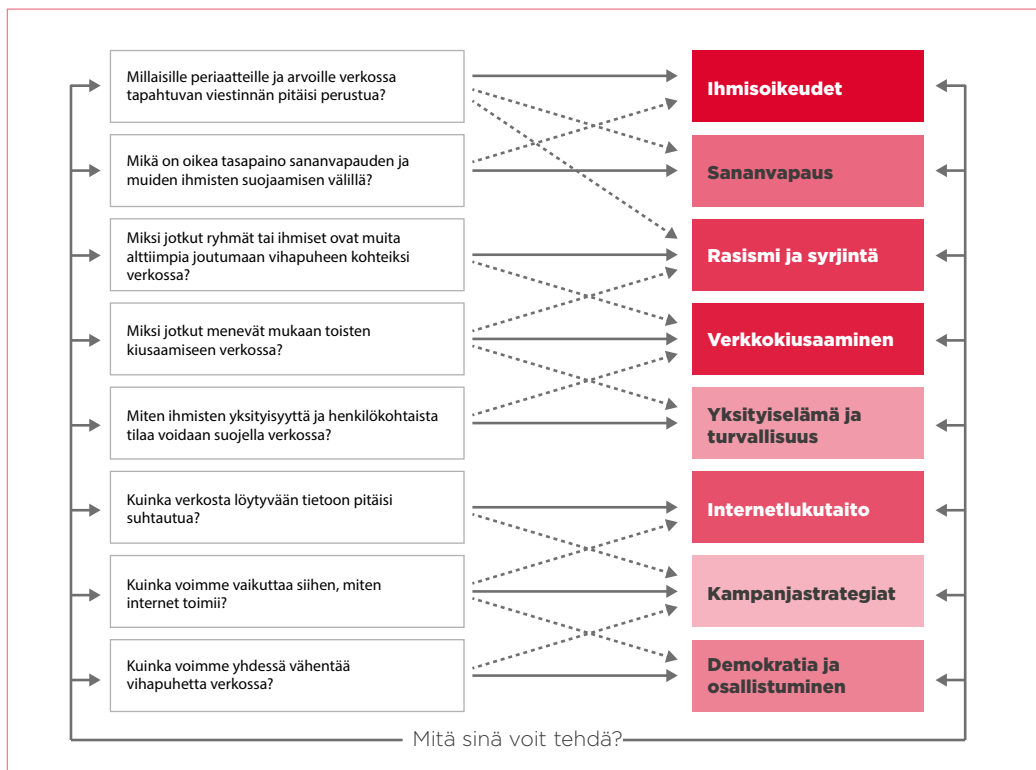 Millaisille periaatteille ja arvoille verkossa
tapahtuvan viestinnän pitäisi perustua?
Ihmisoikeudet
Mikä on oikea tasapaino sananvapauden ja
muiden ihmisten suojaamisen välillä?
Sananvapaus
Miksi jotkut ryhmät tai ihmiset ovat muita
alttiimpia joutumaan vihapuheen kohteiksi
verkossa?
Rasismi ja syrjintä
Miksi jotkut menevät mukaan toisten
kiusaamiseen verkossa?
Verkkokiusaaminen
Miten ihmisten yksityisyyttä ja henkilökohtaista
tilaa voidaan suojella verkossa?
Yksityiselämä ja
turvallisuus
Kuinka verkosta löytyvään tietoon pitäisi
suhtautua?
Internetlukutaito
Kuinka voimme vaikuttaa siihen, miten
internet toimii?
Kampanjastrategiat
Kuinka voimme yhdessä vähentää
vihapuhetta verkossa?
Demokratia ja
osallistuminen
Mitä sinä voit tehdä?